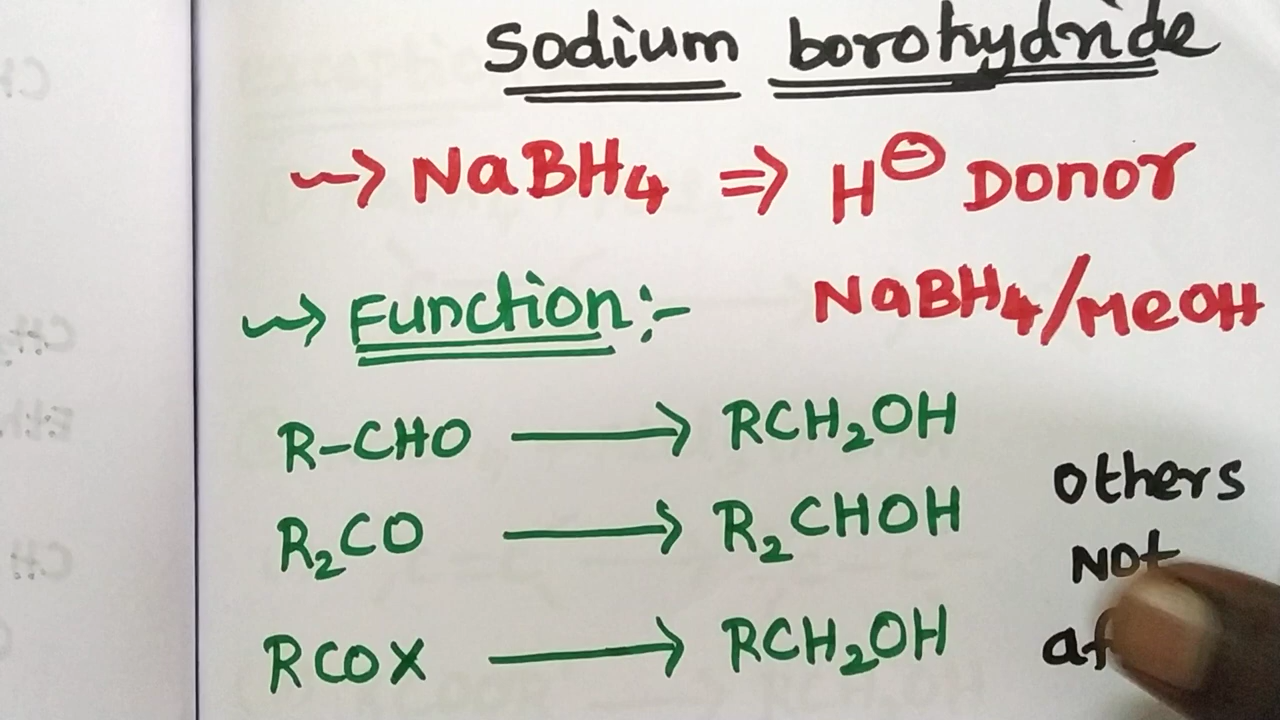 Sodium borohydride
~> NaBH4 => H⊖ Donor
~> Function:-
NaBH4/MeOH
R-CHO ⟶ RCH₂OH
R₂CO ⟶ R₂CHOH
RCOX ⟶ RCH₂OH
others
Not